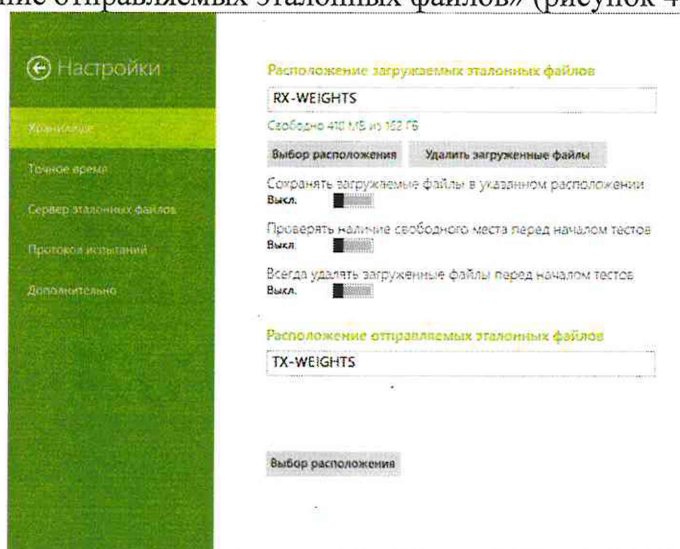 ние отправляемых эталонных файлов» (рисунок 4
Настройки
Хранилище
Точное время
Сервер эталонных файлов
Протокол испытаний
Дополнительно
Расположение загружаемых эталонных файлов
RX-WEIGHTS
Свободно 410 МБ из 152 ГБ
Выбор расположения
Удалить загруженные файлы
Сохранять загружаемые файлы в указанном расположении
Выкл.
Проверять наличие свободного места перед началом тестов
Выкл.
Всегда удалять загруженные файлы перед началом тестов
Выкл.
Расположение отправляемых эталонных файлов
TX-WEIGHTS
Выбор расположения